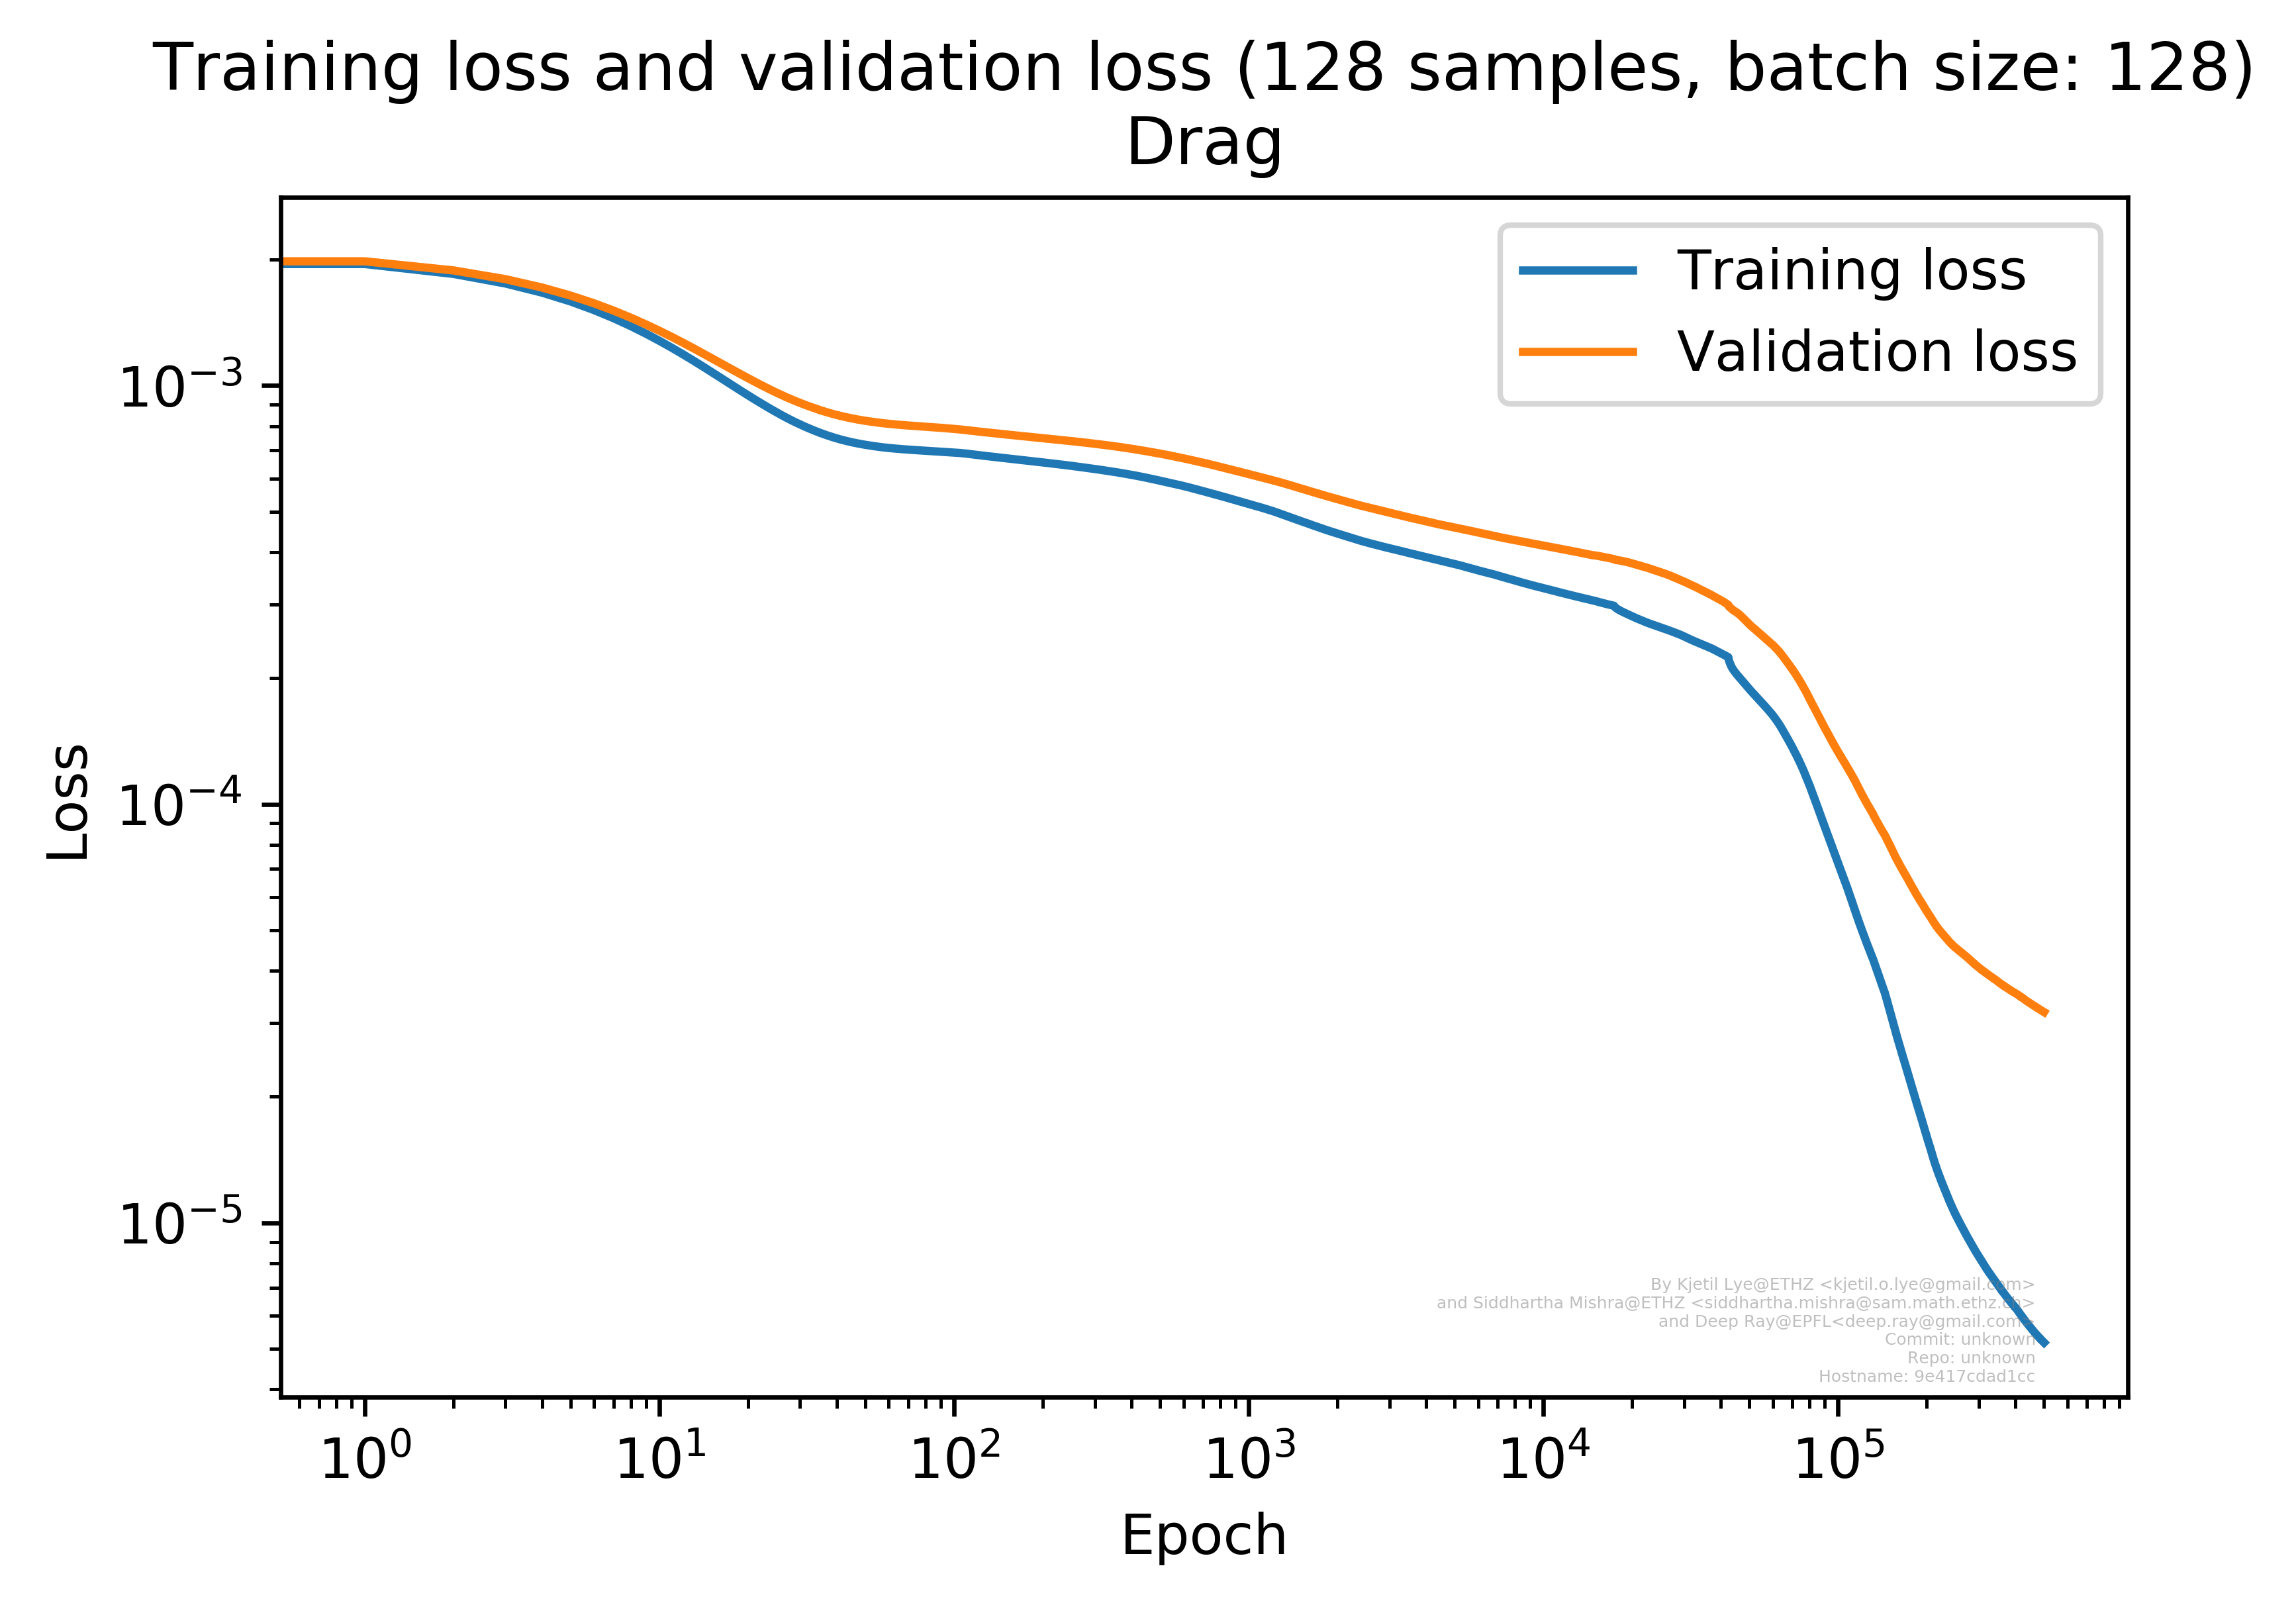 Training loss and validation loss (128 samples, batch size: 128)
Drag
Training loss
Validation loss
10⁻³
10⁻⁴
10⁻⁵
Loss
By Kjetil Lye@ETHZ <kjetil.o.lye@gmail.com>
and Siddhartha Mishra@ETHZ <siddhartha.mishra@sam.math.ethz.ch>
and Deep Ray@EPFL<deep.ray@gmail.com>
Commit: unknown
Repo: unknown
Hostname: 9e417cdad1cc
10⁰ 10¹ 10² 10³ 10⁴ 10⁵
Epoch